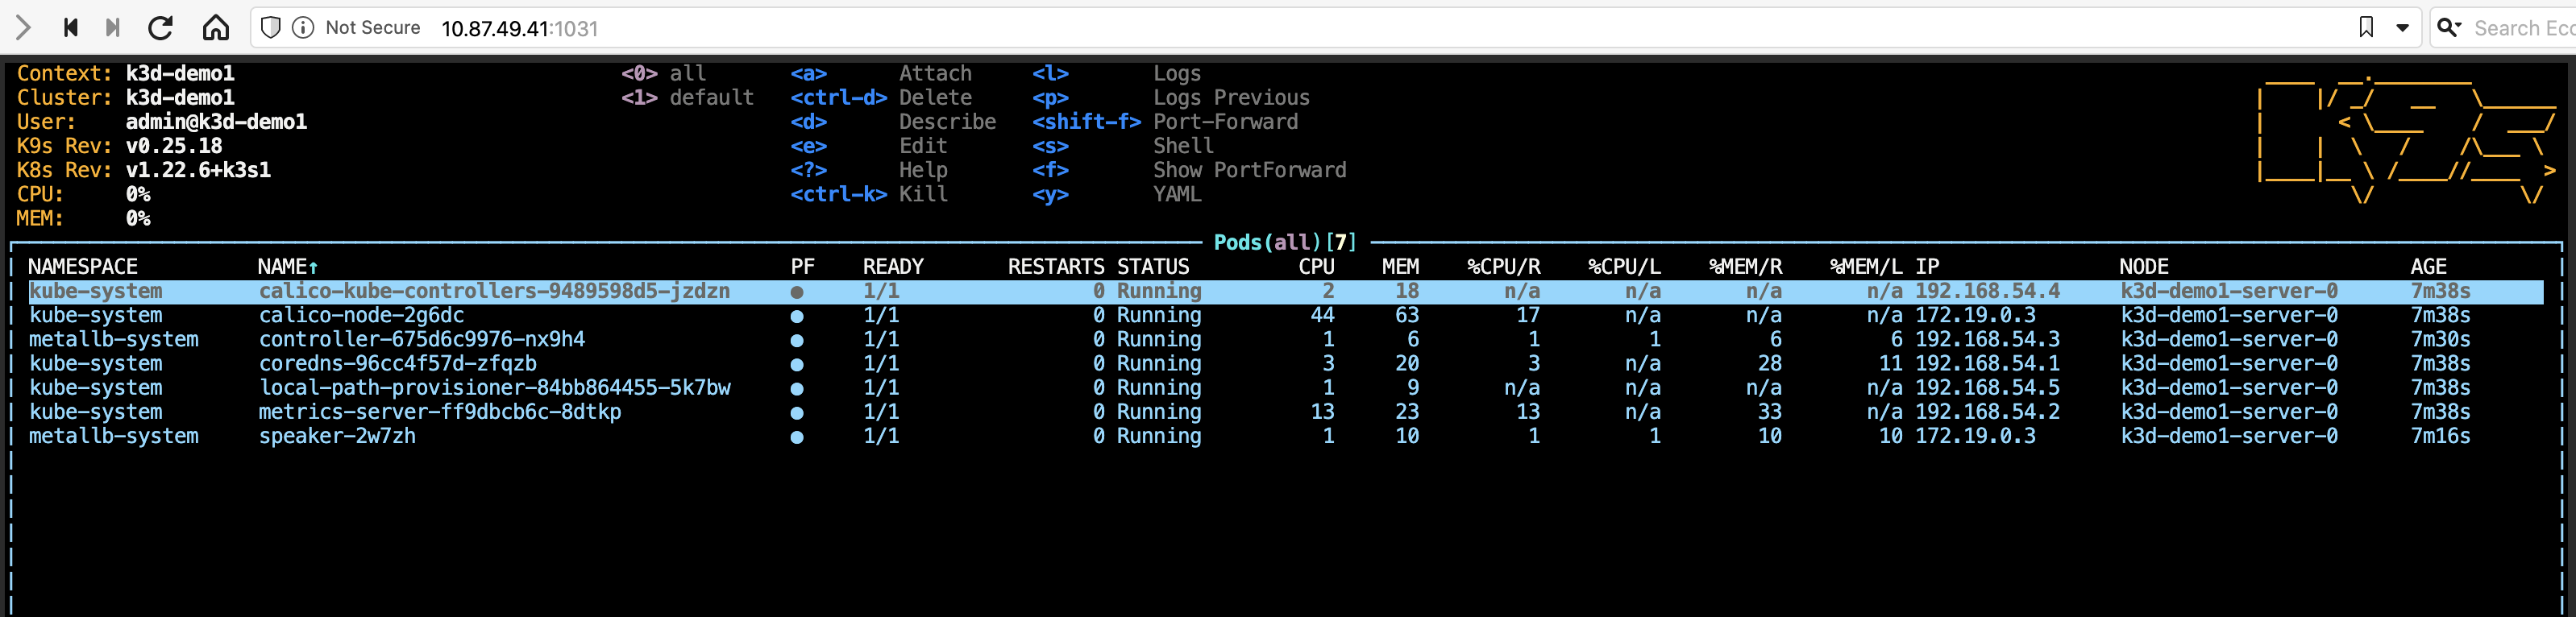 Not Secure 10.87.49.41:1031 Search Eco
Context: k3d-demo1 <0> all <a> Attach <l> Logs
Cluster: k3d-demo1 <1> default <ctrl-d> Delete <p> Logs Previous
User: admin@k3d-demo1 <d> Describe <shift-f> Port-Forward
K9s Rev: v0.25.18 <e> Edit <s> Shell
K8s Rev: v1.22.6+k3s1 <?> Help <f> Show PortForward
CPU: 0% <ctrl-k> Kill <y> YAML
MEM: 0%
Pods(all)[7]
NAMESPACE NAME↑ PF READY RESTARTS STATUS CPU MEM %CPU/R %CPU/L %MEM/R %MEM/L IP NODE AGE
kube-system calico-kube-controllers-9489598d5-jzdzn ● 1/1 0 Running 2 18 n/a n/a n/a n/a 192.168.54.4 k3d-demo1-server-0 7m38s
kube-system calico-node-2g6dc ● 1/1 0 Running 44 63 17 n/a n/a n/a 172.19.0.3 k3d-demo1-server-0 7m38s
metallb-system controller-675d6c9976-nx9h4 ● 1/1 0 Running 1 6 1 1 6 6 192.168.54.3 k3d-demo1-server-0 7m30s
kube-system coredns-96cc4f57d-zfqzb ● 1/1 0 Running 3 20 3 n/a 28 11 192.168.54.1 k3d-demo1-server-0 7m38s
kube-system local-path-provisioner-84bb864455-5k7bw ● 1/1 0 Running 1 9 n/a n/a n/a n/a 192.168.54.5 k3d-demo1-server-0 7m38s
kube-system metrics-server-ff9dbcb6c-8dtkp ● 1/1 0 Running 13 23 13 n/a 33 n/a 192.168.54.2 k3d-demo1-server-0 7m38s
metallb-system speaker-2w7zh ● 1/1 0 Running 1 10 1 1 10 10 172.19.0.3 k3d-demo1-server-0 7m16s